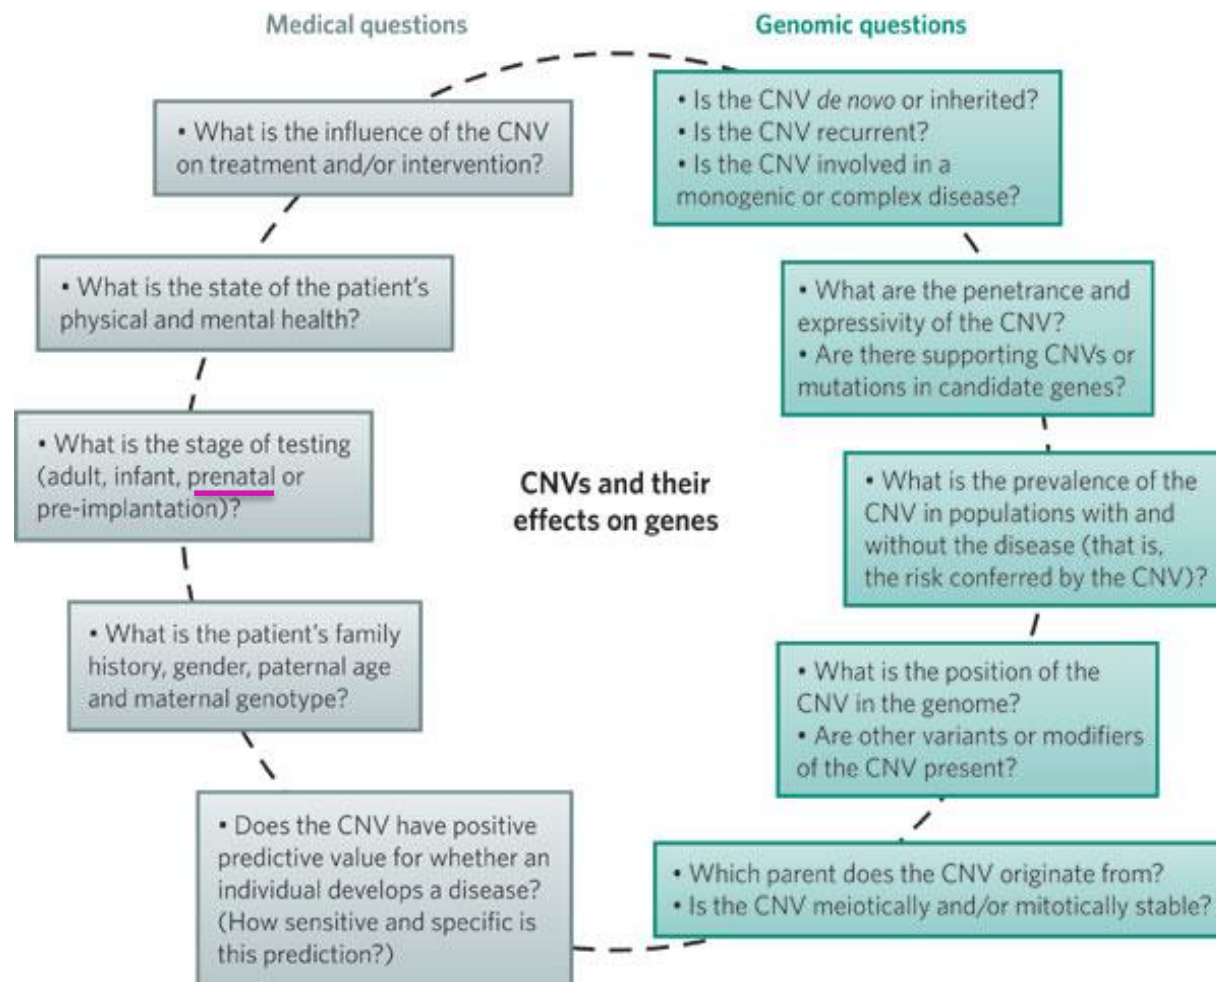 Medical questions
• What is the influence of the CNV
on treatment and/or intervention?
• What is the state of the patient's
physical and mental health?
• What is the stage of testing
(adult, infant, prenatal or
pre-implantation)?
• What is the patient's family
history, gender, paternal age
and maternal genotype?
• Does the CNV have positive
predictive value for whether an
individual develops a disease?
(How sensitive and specific is
this prediction?)
CNVs and their
effects on genes
Genomic questions
• Is the CNV de novo or inherited?
• Is the CNV recurrent?
• Is the CNV involved in a
monogenic or complex disease?
• What are the penetrance and
expressivity of the CNV?
• Are there supporting CNVs or
mutations in candidate genes?
• What is the prevalence of the
CNV in populations with and
without the disease (that is,
the risk conferred by the CNV)?
• What is the position of the
CNV in the genome?
• Are other variants or modifiers
of the CNV present?
• Which parent does the CNV originate from?
• Is the CNV meiotically and/or mitotically stable?